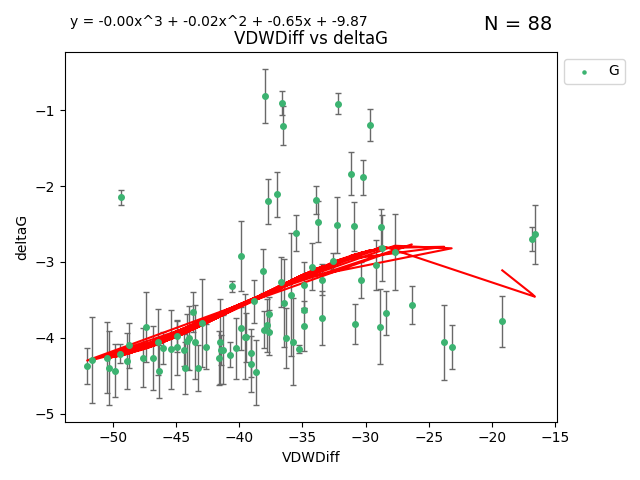 y = -0.00x^3 + -0.02x^2 + -0.65x + -9.87
N = 88
VDWDiff vs deltaG
G
deltaG
−1
−2
−3
−4
−5
−50
−45
−40
−35
−30
−25
−20
−15
VDWDiff